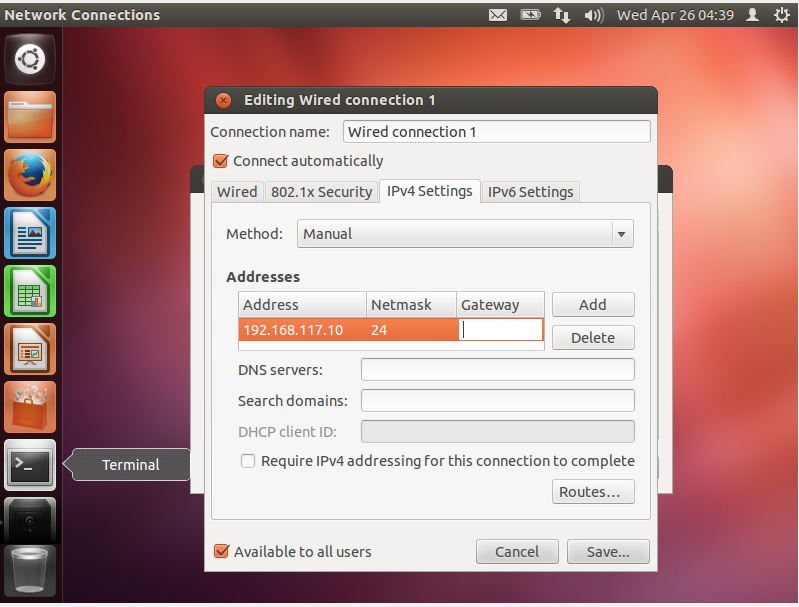 Network Connections
Wed Apr 26 04:39
Editing Wired connection 1
Connection name: Wired connection 1
Connect automatically
Wired 802.1x Security IPv4 Settings IPv6 Settings
Method: Manual
Addresses
Address Netmask Gateway Add
192.168.117.10 24
Delete
DNS servers:
Search domains:
DHCP client ID:
Require IPv4 addressing for this connection to complete
Terminal
Routes…
Available to all users Cancel Save...